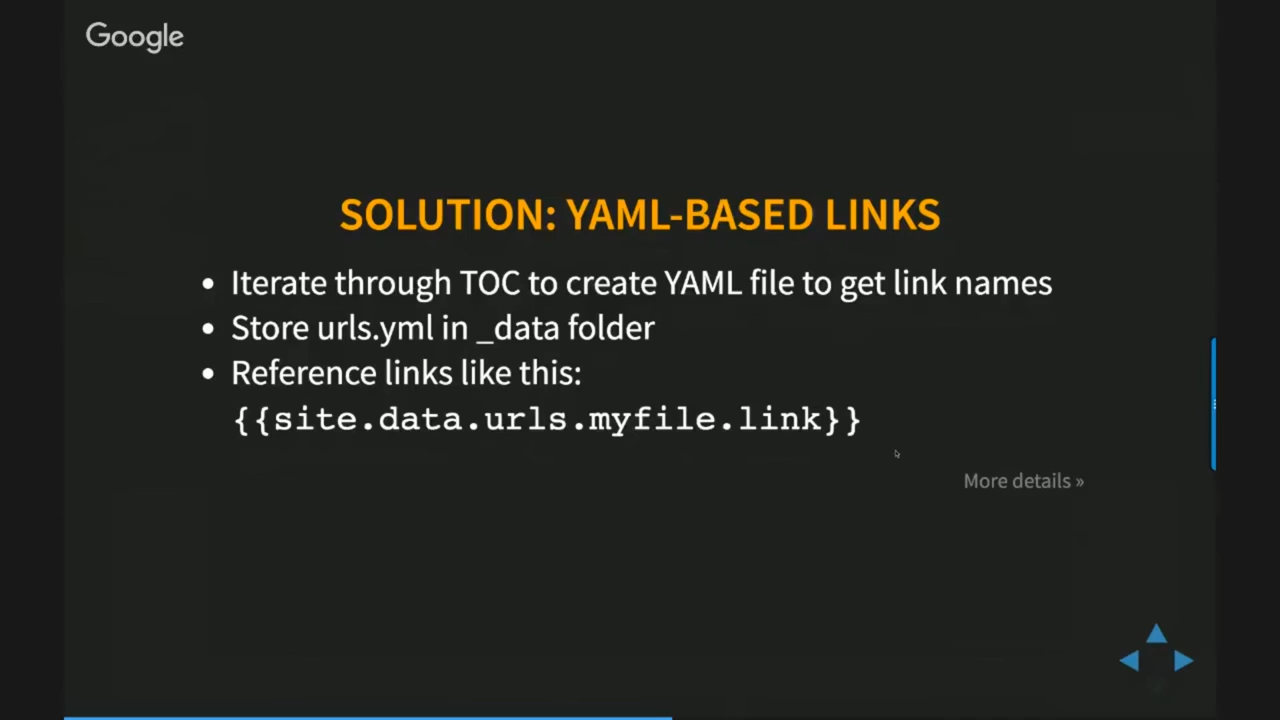 Google
SOLUTION: YAML-BASED LINKS
• Iterate through TOC to create YAML file to get link names
• Store urls.yml in _data folder
• Reference links like this:
{{site.data.urls.myfile.link}}
More details »